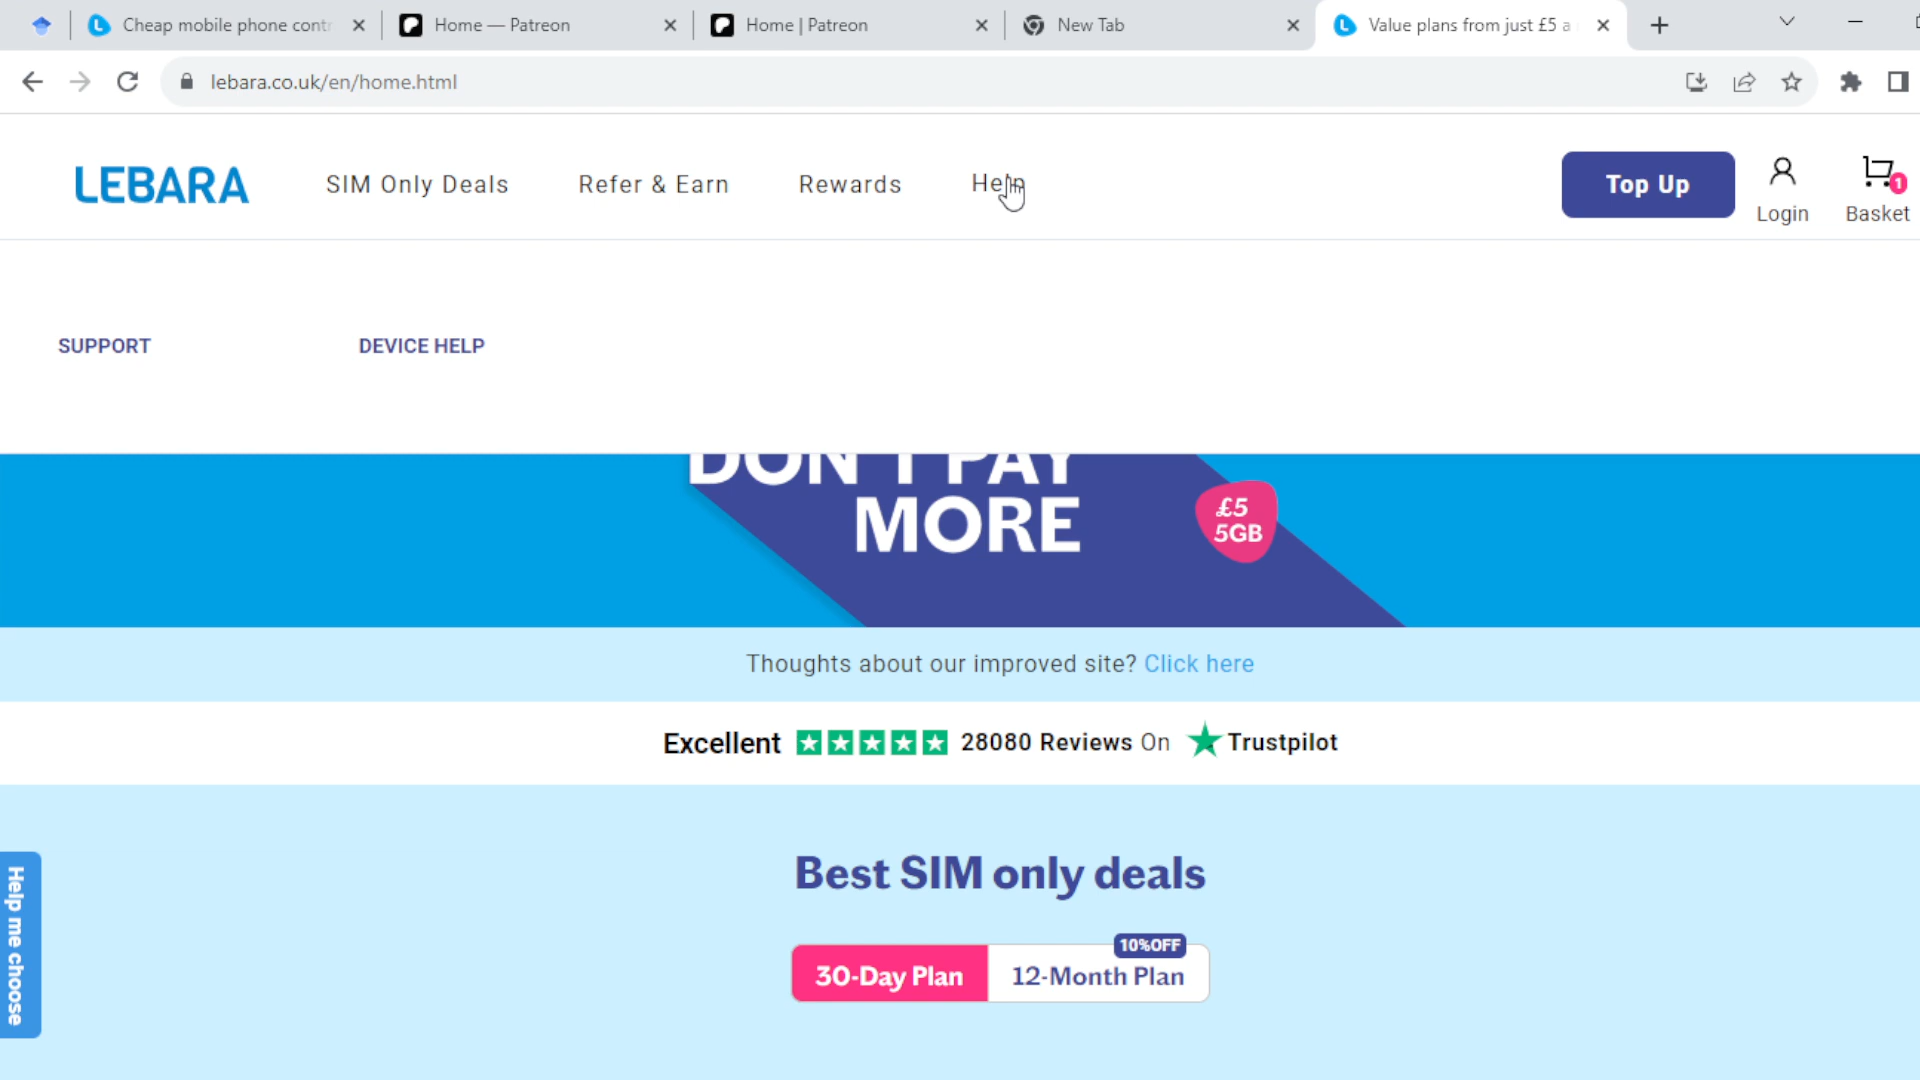 Cheap mobile phone contr
Home — Patreon
Home | Patreon
New Tab
Value plans from just £5 a
lebara.co.uk/en/home.html
LEBARA
SIM Only Deals
Refer & Earn
Rewards
Help
Top Up
Login
1
Basket
SUPPORT
DEVICE HELP
DON'T PAY
MORE
£5
5GB
Thoughts about our improved site? Click here
Excellent
28080 Reviews On
Trustpilot
Best SIM only deals
10%OFF
30-Day Plan
12-Month Plan
Help me choose